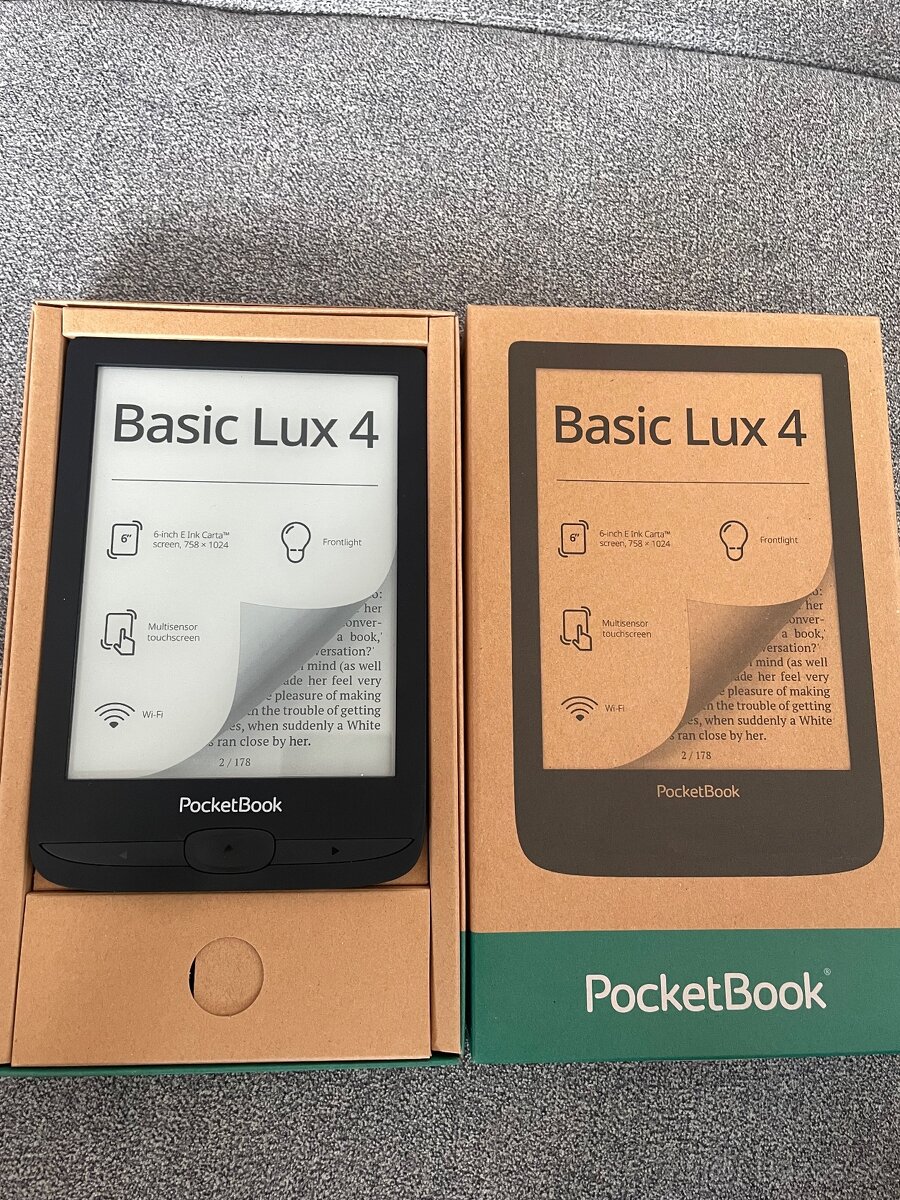 Basic Lux 4
6"
6-inch E Ink Carta™
screen, 758 × 1024
Frontlight
Multisensor
touchscreen
Wi-Fi
her
onver-
a book,'
versation?'
mind (as well
ade her feel very
pleasure of making
the trouble of getting
es, when suddenly a White
s ran close by her.
2 / 178
PocketBook
Basic Lux 4
6"
6-inch E Ink Carta™
screen, 758 × 1024
Frontlight
Multisensor
touchscreen
Wi-Fi
her
onver-
a book,'
versation?'
mind (as well
ade her feel very
pleasure of making
the trouble of getting
es, when suddenly a White
s ran close by her.
2 / 178
PocketBook
PocketBook®